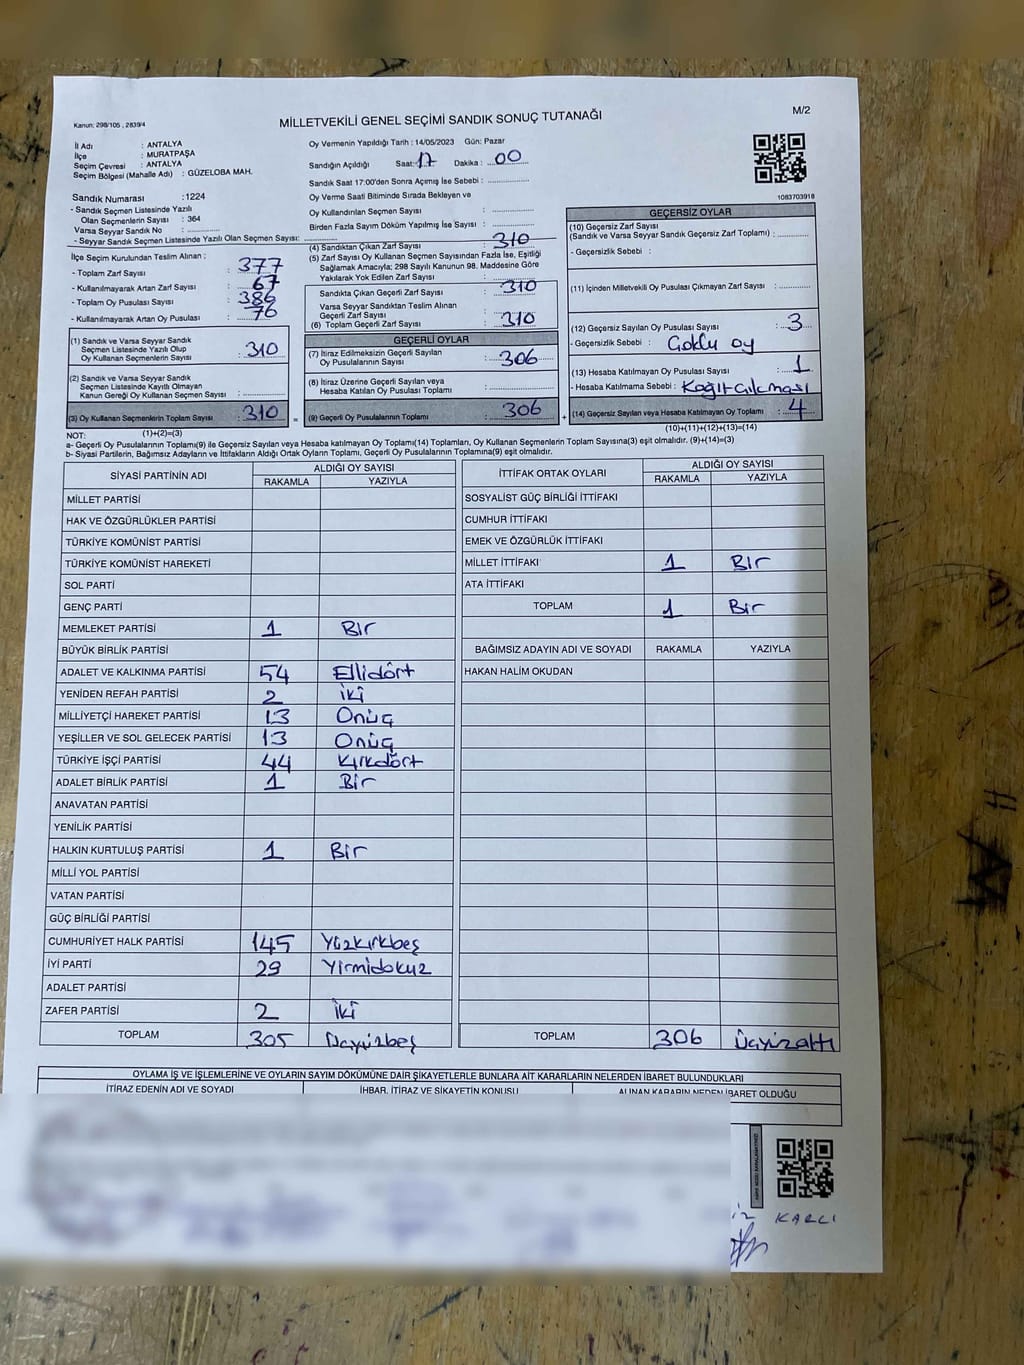 Kanun: 298/105 , 2839/4
MİLLETVEKİLİ GENEL SEÇİMİ SANDIK SONUÇ TUTANAĞI
M/2
İl Adı : ANTALYA
İlçe : MURATPAŞA
Seçim Çevresi : ANTALYA
Seçim Bölgesi (Mahalle Adı) : GÜZELOBA MAH.
Oy Vermenin Yapıldığı Tarih : 14/05/2023 Gün: Pazar
Sandığın Açıldığı Saat: 17 Dakika : 00
Sandık Saat 17:00'den Sonra Açılmış İse Sebebi :
Oy Verme Saati Bitiminde Sırada Bekleyen ve
Oy Kullandırılan Seçmen Sayısı :
Birden Fazla Sayım Döküm Yapılmış İse Sayısı :
1083703918
Sandık Numarası : 1224
- Sandık Seçmen Listesinde Yazılı
Olan Seçmenlerin Sayısı : 364
Varsa Seyyar Sandık No :
- Seyyar Sandık Seçmen Listesinde Yazılı Olan Seçmen Sayısı:
İlçe Seçim Kurulundan Teslim Alınan ;
- Toplam Zarf Sayısı : 377
- Kullanılmayarak Artan Zarf Sayısı : 67
- Toplam Oy Pusulası Sayısı : 386
- Kullanılmayarak Artan Oy Pusulası : 76
(1) Sandık ve Varsa Seyyar Sandık
Seçmen Listesinde Yazılı Olup
Oy Kullanan Seçmenlerin Sayısı : 310
(2) Sandık ve Varsa Seyyar Sandık
Seçmen Listesinde Kayıtlı Olmayan
Kanun Gereği Oy Kullanan Seçmen Sayısı :
(3) Oy Kullanan Seçmenlerin Toplam Sayısı : 310
(1)+(2)=(3)
(4) Sandıktan Çıkan Zarf Sayısı : 310
(5) Zarf Sayısı Oy Kullanan Seçmen Sayısından Fazla İse, Eşitliği
Sağlamak Amacıyla; 298 Sayılı Kanunun 98. Maddesine Göre
Yakılarak Yok Edilen Zarf Sayısı :
Sandıkta Çıkan Geçerli Zarf Sayısı : 310
Varsa Seyyar Sandıktan Teslim Alınan
Geçerli Zarf Sayısı :
(6) Toplam Geçerli Zarf Sayısı : 310
GEÇERLİ OYLAR
(7) İtiraz Edilmeksizin Geçerli Sayılan
Oy Pusulalarının Sayısı : 306
(8) İtiraz Üzerine Geçerli Sayılan veya
Hesaba Katılan Oy Pusulası Toplamı :
= (9) Geçerli Oy Pusulalarının Toplamı : 306
GEÇERSİZ OYLAR
(10) Geçersiz Zarf Sayısı
(Sandık ve Varsa Seyyar Sandık Geçersiz Zarf Toplamı) :
- Geçersizlik Sebebi :
(11) İçinden Milletvekili Oy Pusulası Çıkmayan Zarf Sayısı :
(12) Geçersiz Sayılan Oy Pusulası Sayısı : 3
- Geçersizlik Sebebi : Çoklu oy
(13) Hesaba Katılmayan Oy Pusulası Sayısı : 1
- Hesaba Katılmama Sebebi : Kağıt çıkması
+ (14) Geçersiz Sayılan veya Hesaba Katılmayan Oy Toplamı : 4
(10)+(11)+(12)+(13)=(14)
NOT:
a- Geçerli Oy Pusulalarının Toplamı(9) ile Geçersiz Sayılan veya Hesaba katılmayan Oy Toplamı(14) Toplamları, Oy Kullanan Seçmenlerin Toplam Sayısına(3) eşit olmalıdır. (9)+(14)=(3)
b- Siyasi Partilerin, Bağımsız Adayların ve İttifakların Aldığı Ortak Oyların Toplamı, Geçerli Oy Pusulalarının Toplamına(9) eşit olmalıdır.
SİYASİ PARTİNİN ADI ALDIĞI OY SAYISI
RAKAMLA YAZIYLA
MİLLET PARTİSİ
HAK VE ÖZGÜRLÜKLER PARTİSİ
TÜRKİYE KOMÜNİST PARTİSİ
TÜRKİYE KOMÜNİST HAREKETİ
SOL PARTİ
GENÇ PARTİ
MEMLEKET PARTİSİ 1 Bir
BÜYÜK BİRLİK PARTİSİ
ADALET VE KALKINMA PARTİSİ 54 Ellidört
YENİDEN REFAH PARTİSİ 2 iki
MİLLİYETÇİ HAREKET PARTİSİ 13 Onüç
YEŞİLLER VE SOL GELECEK PARTİSİ 13 Onüç
TÜRKİYE İŞÇİ PARTİSİ 44 Kırkdört
ADALET BİRLİK PARTİSİ 1 Bir
ANAVATAN PARTİSİ
YENİLİK PARTİSİ
HALKIN KURTULUŞ PARTİSİ 1 Bir
MİLLİ YOL PARTİSİ
VATAN PARTİSİ
GÜÇ BİRLİĞİ PARTİSİ
CUMHURİYET HALK PARTİSİ 145 Yüzkırkbeş
İYİ PARTİ 29 Yirmidokuz
ADALET PARTİSİ
ZAFER PARTİSİ 2 İki
TOPLAM 305 Üçyüzbeş
İTTİFAK ORTAK OYLARI ALDIĞI OY SAYISI
RAKAMLA YAZIYLA
SOSYALİST GÜÇ BİRLİĞİ İTTİFAKI
CUMHUR İTTİFAKI
EMEK VE ÖZGÜRLÜK İTTİFAKI
MİLLET İTTİFAKI 1 Bir
ATA İTTİFAKI
TOPLAM 1 Bir
BAĞIMSIZ ADAYIN ADI VE SOYADI RAKAMLA YAZIYLA
HAKAN HALİM OKUDAN
TOPLAM 306 Üçyüzaltı
OYLAMA İŞ VE İŞLEMLERİNE VE OYLARIN SAYIM DÖKÜMÜNE DAİR ŞİKAYETLERLE BUNLARA AİT KARARLARIN NELERDEN İBARET BULUNDUKLARI
İTİRAZ EDENİN ADI VE SOYADI İHBAR, İTİRAZ VE ŞİKAYETİN KONUSU ALINAN KARARIN NEDEN İBARET OLDUĞU
KARLI